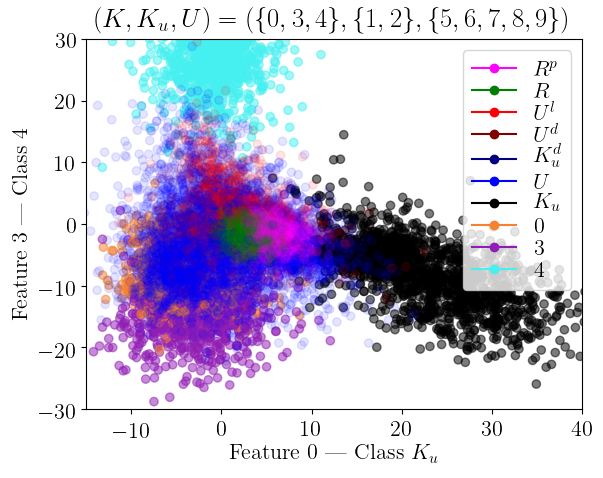 (K, K_u, U) = ({0, 3, 4}, {1, 2}, {5, 6, 7, 8, 9})
30
20
10
0
−10
−20
−30
Feature 3 — Class 4
R^p
R
U^l
U^d
K_u^d
U
K_u
0
3
4
−10
0
10
20
30
40
Feature 0 — Class K_u